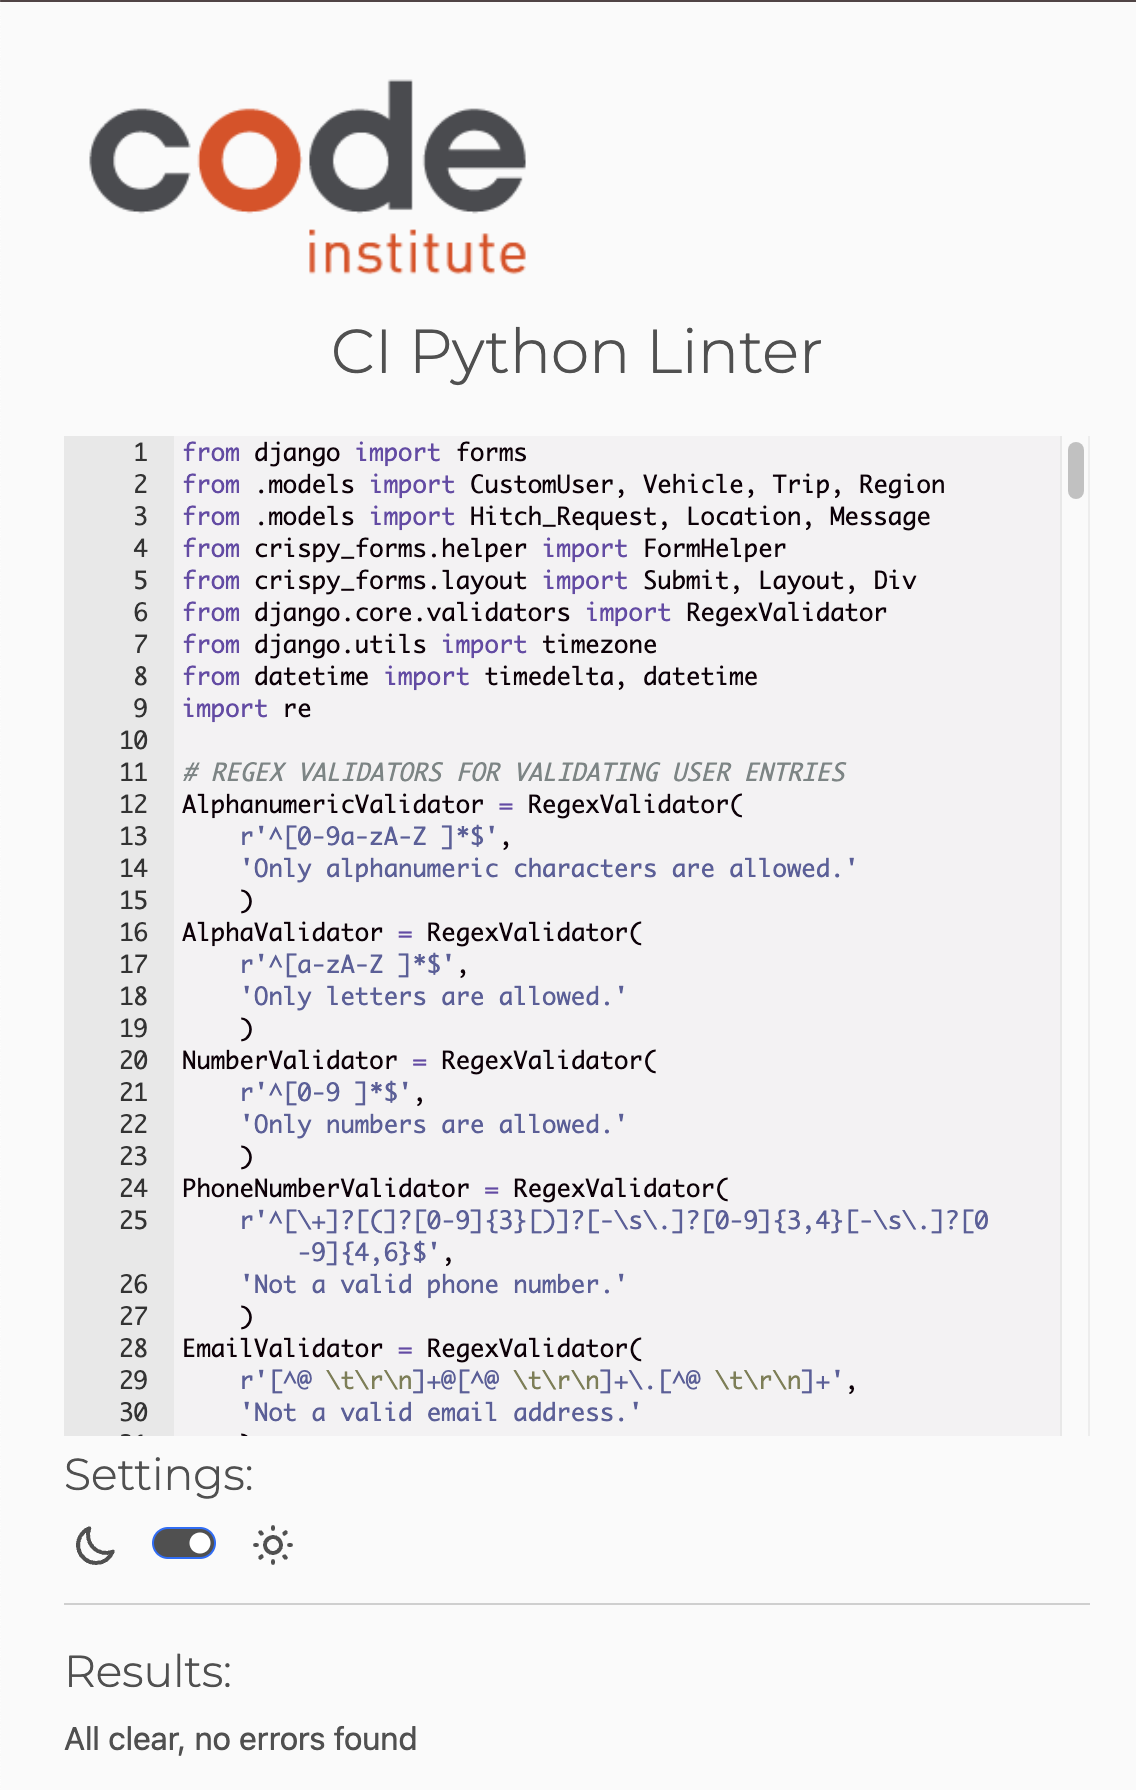 code
institute
CI Python Linter
1 from django import forms
2 from .models import CustomUser, Vehicle, Trip, Region
3 from .models import Hitch_Request, Location, Message
4 from crispy_forms.helper import FormHelper
5 from crispy_forms.layout import Submit, Layout, Div
6 from django.core.validators import RegexValidator
7 from django.utils import timezone
8 from datetime import timedelta, datetime
9 import re
10
11 # REGEX VALIDATORS FOR VALIDATING USER ENTRIES
12 AlphanumericValidator = RegexValidator(
13     r'^[0-9a-zA-Z ]*$',
14     'Only alphanumeric characters are allowed.'
15     )
16 AlphaValidator = RegexValidator(
17     r'^[a-zA-Z ]*$',
18     'Only letters are allowed.'
19     )
20 NumberValidator = RegexValidator(
21     r'^[0-9 ]*$',
22     'Only numbers are allowed.'
23     )
24 PhoneNumberValidator = RegexValidator(
25     r'^[\+]?[(]?[0-9]{3}[)]?[-\s\.]?[0-9]{3,4}[-\s\.]?[0
-9]{4,6}$',
26     'Not a valid phone number.'
27     )
28 EmailValidator = RegexValidator(
29     r'[^@ \t\r\n]+@[^@ \t\r\n]+\.[^@ \t\r\n]+',
30     'Not a valid email address.'
Settings:
Results:
All clear, no errors found